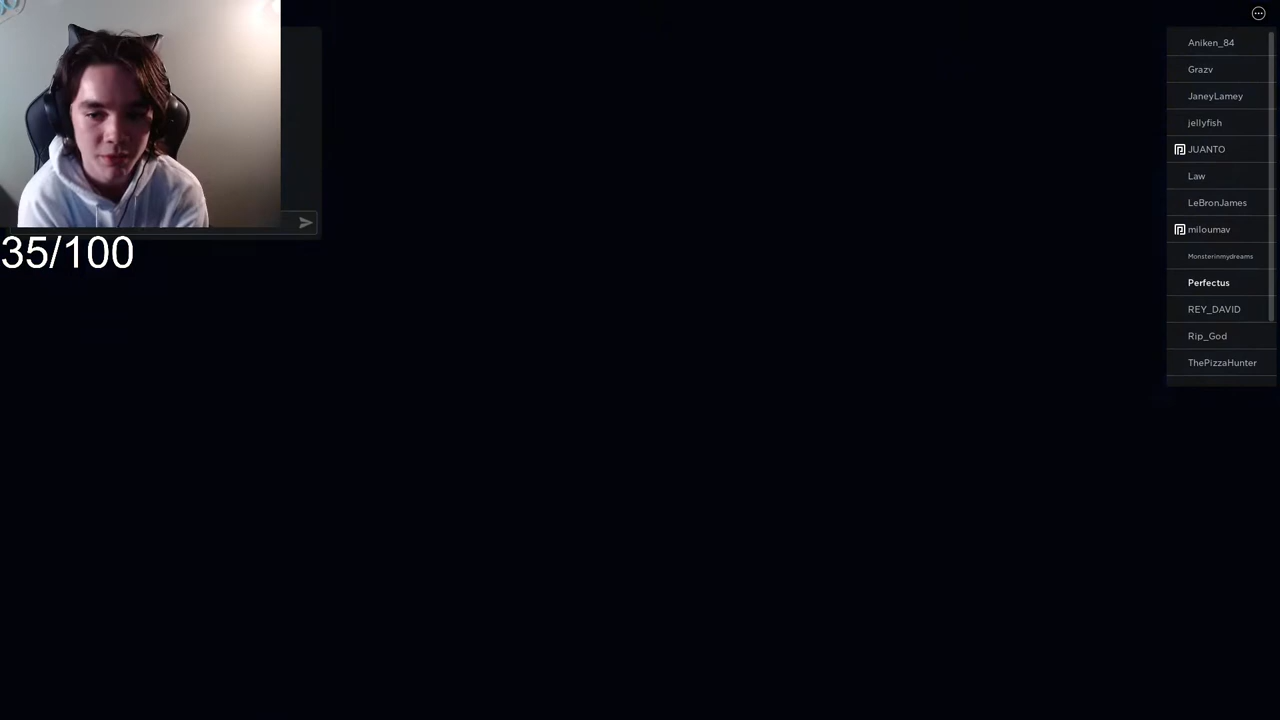 35/100
Aniken_84
Grazv
JaneyLamey
jellyfish
JUANTO
Law
LeBronJames
miloumav
Monsterinmydreams
Perfectus
REY_DAVID
Rip_God
ThePizzaHunter